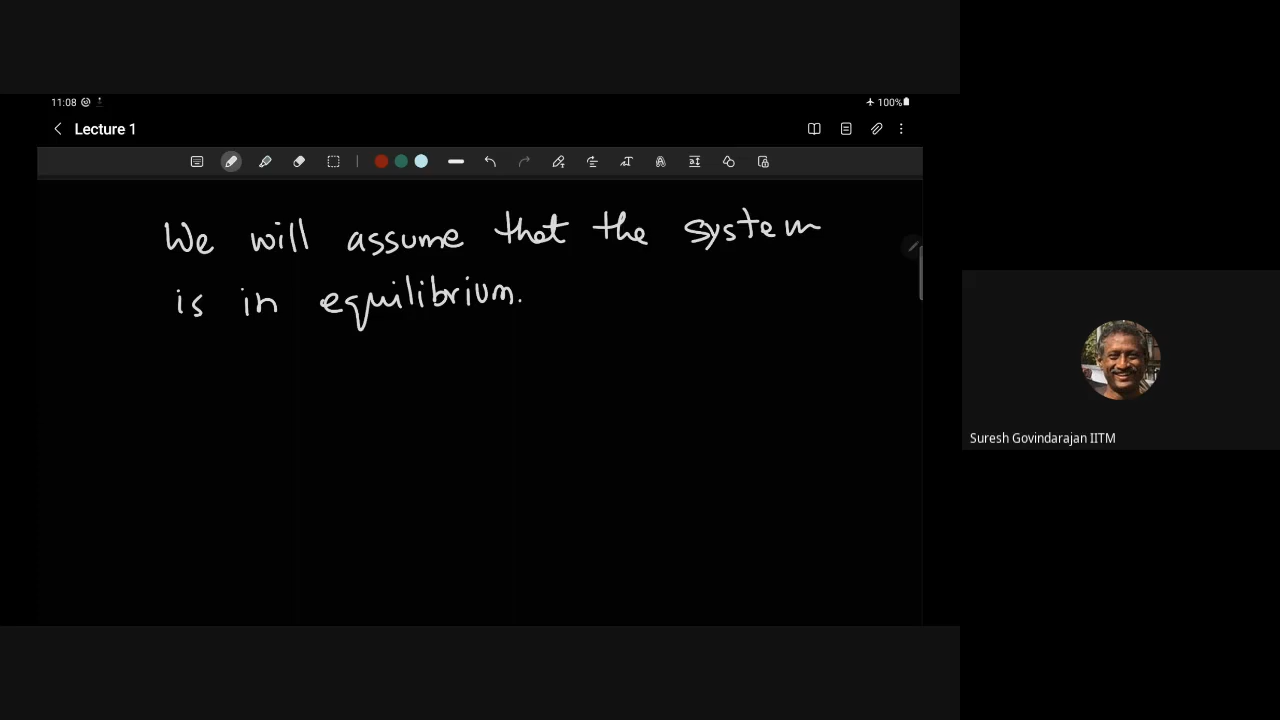 11:08
100%
Lecture 1
We will assume that the system
is in equilibrium.
Suresh Govindarajan IITM